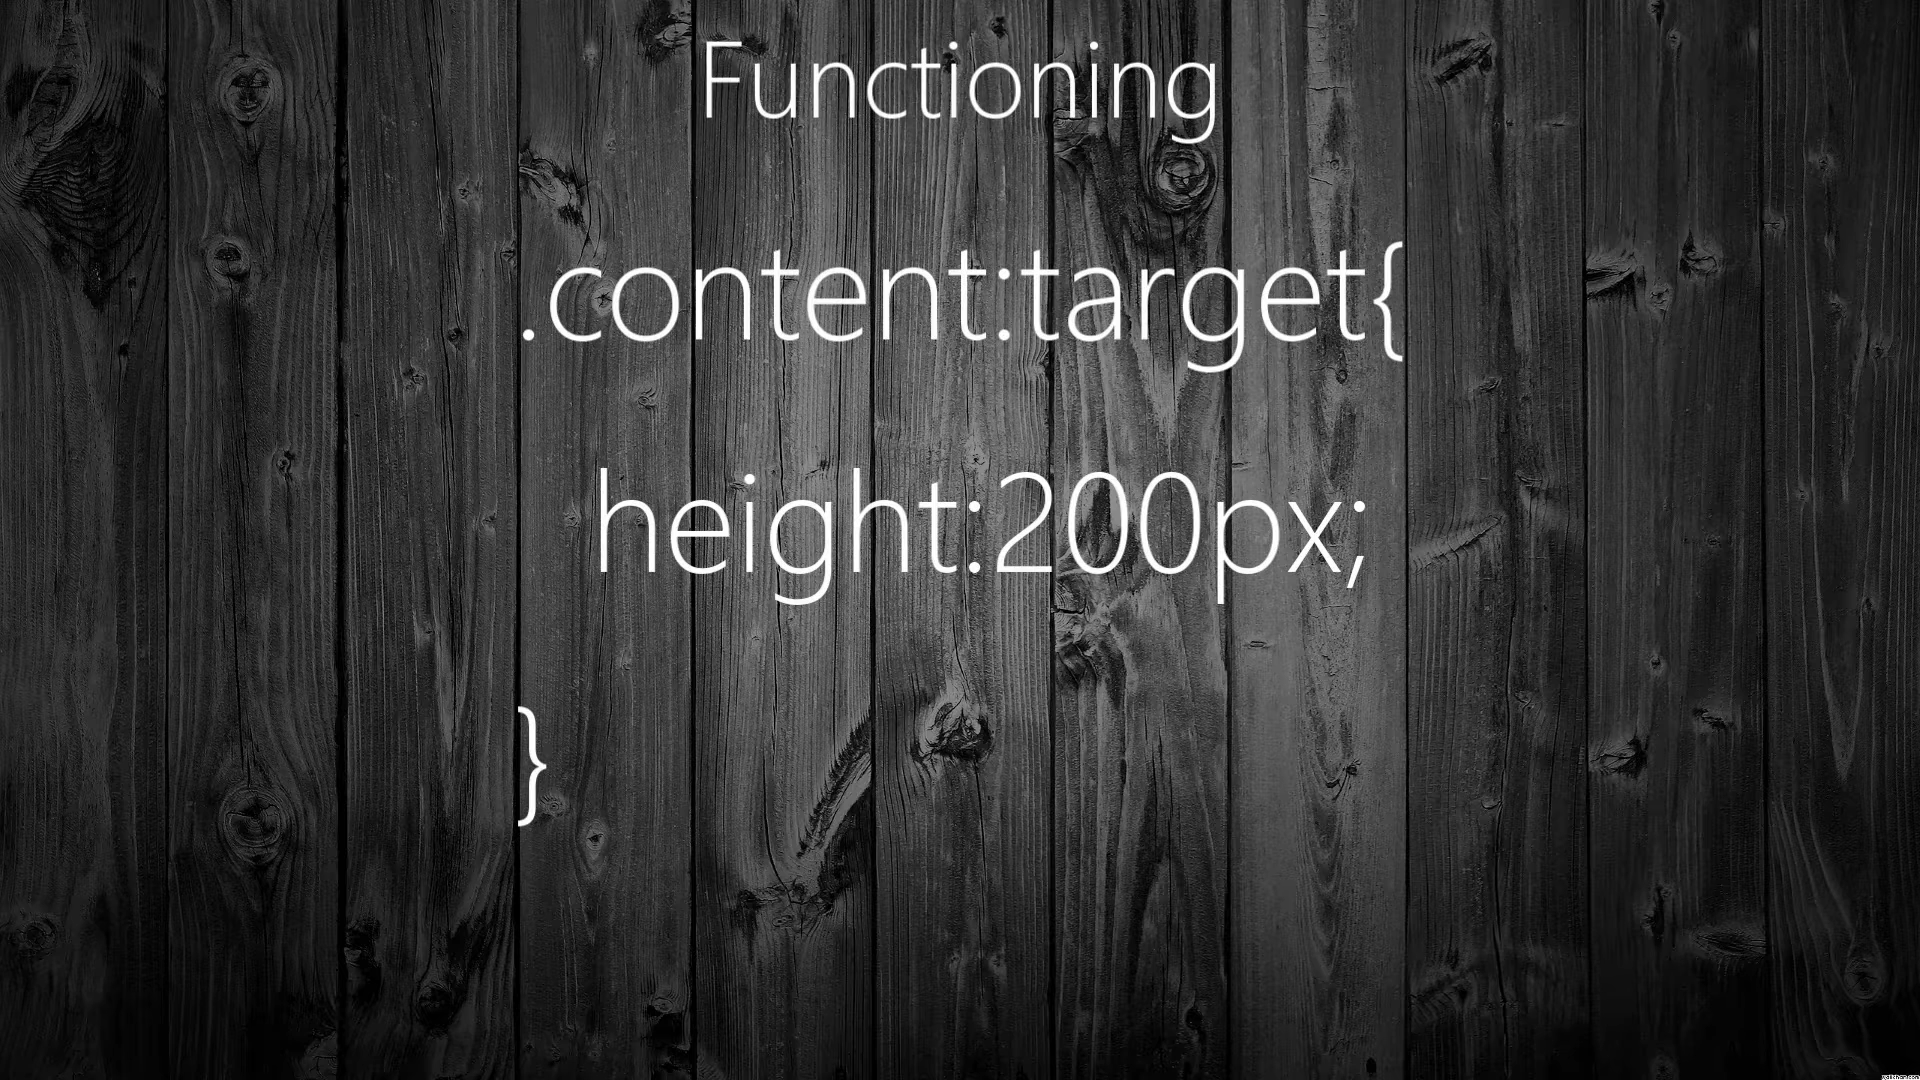 Functioning
.content:target{
height:200px;
}